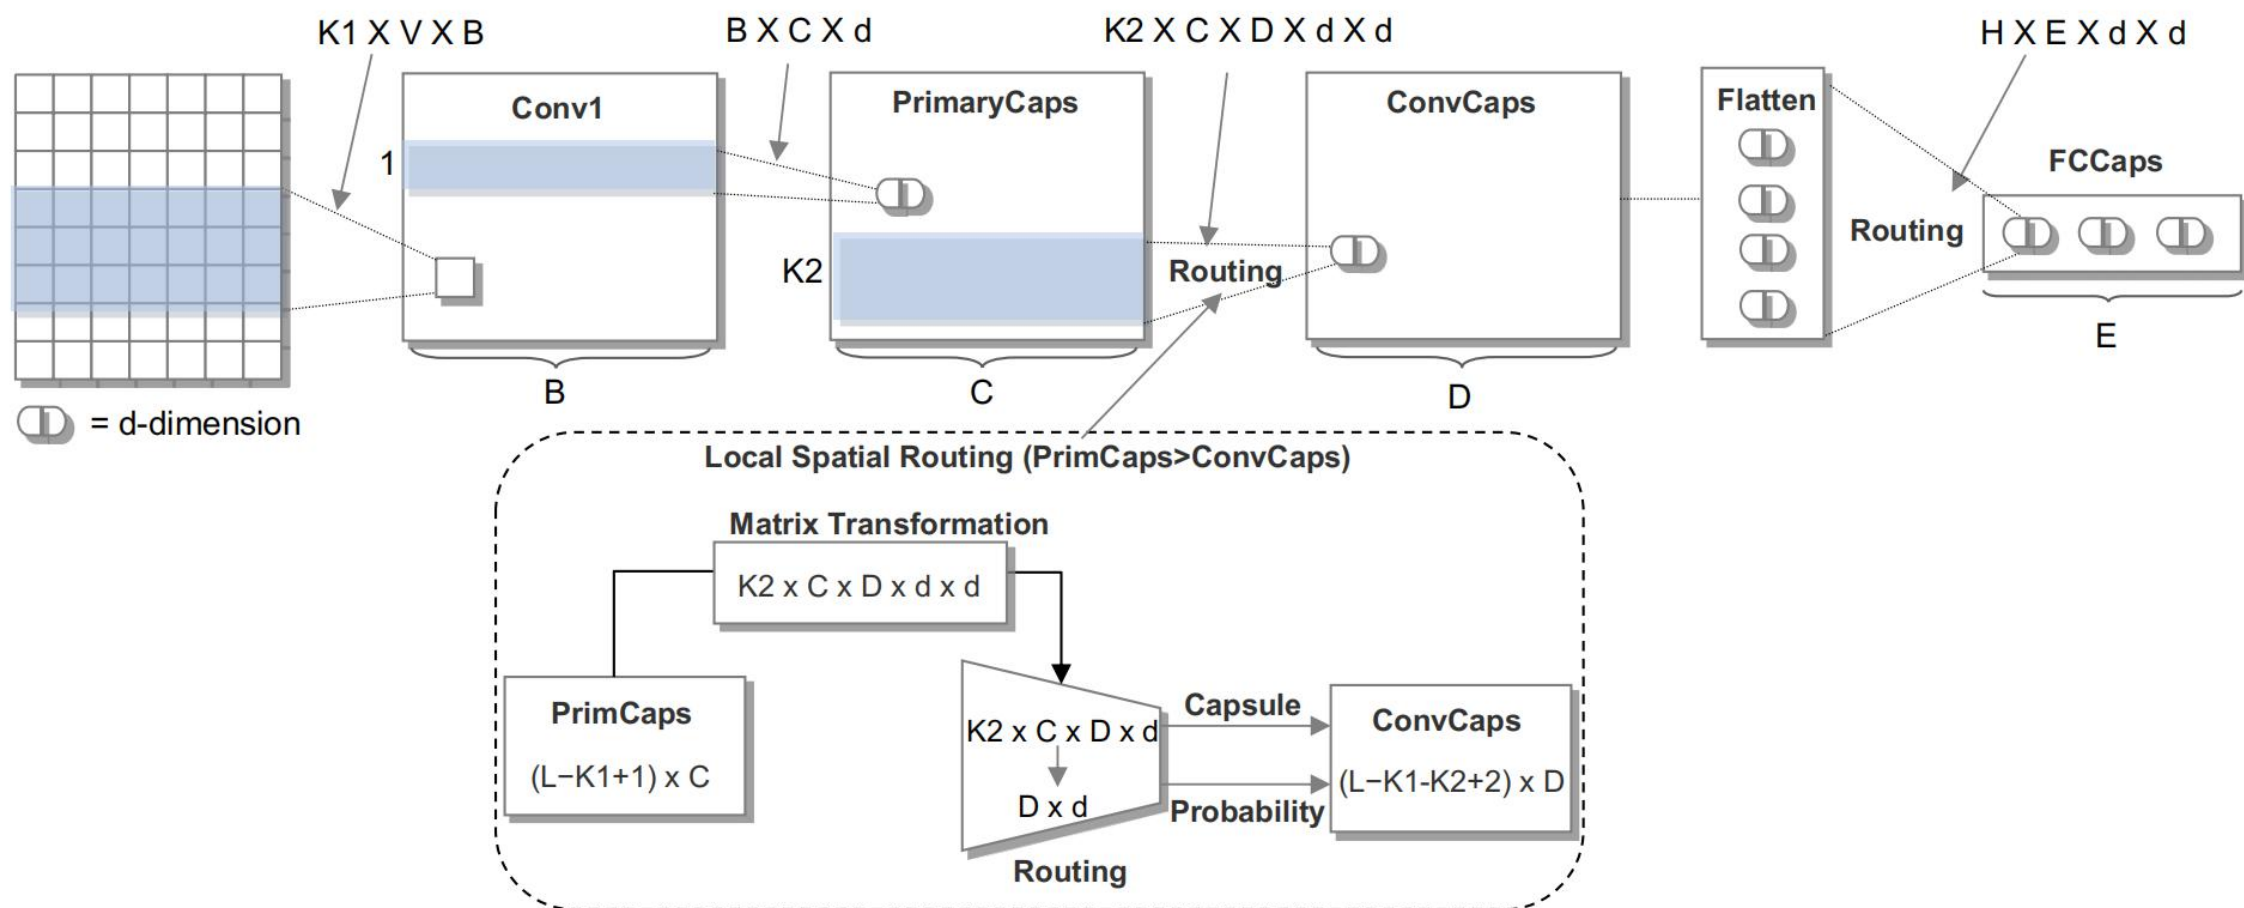 K1 X V X B
B X C X d
K2 X C X D X d X d
H X E X d X d
Conv1
PrimaryCaps
ConvCaps
Flatten
1
FCCaps
Routing
K2
Routing
B
C
D
E
= d-dimension
Local Spatial Routing (PrimCaps>ConvCaps)
Matrix Transformation
K2 x C x D x d x d
PrimCaps
(L−K1+1) x C
K2 x C x D x d
D x d
Routing
Capsule
Probability
ConvCaps
(L−K1-K2+2) x D